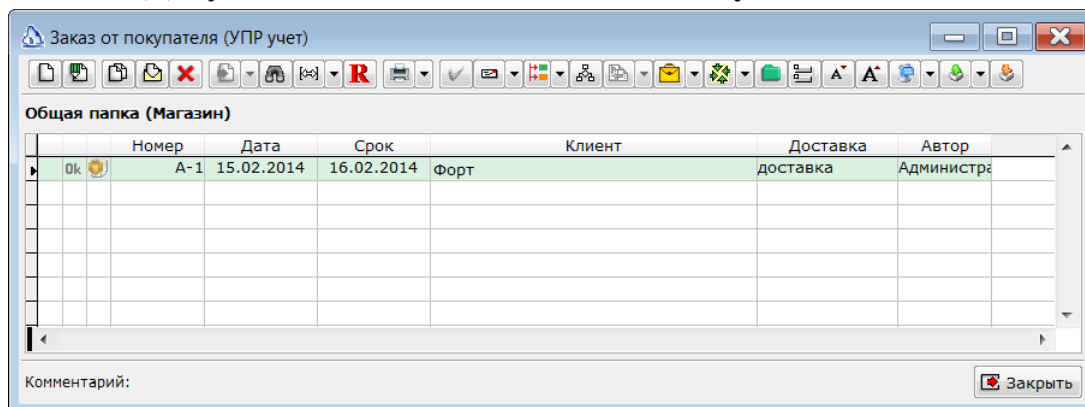 Заказ от покупателя (УПР учет)
R A A
Общая папка (Магазин)
Номер Дата Срок Клиент Доставка Автор
Ok А-1 15.02.2014 16.02.2014 Форт доставка Администра
Комментарий: Закрыть